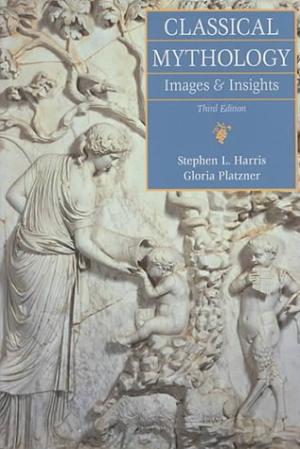 CLASSICAL
MYTHOLOGY
Images & Insights
Third Edition
Stephen L. Harris
Gloria Platzner